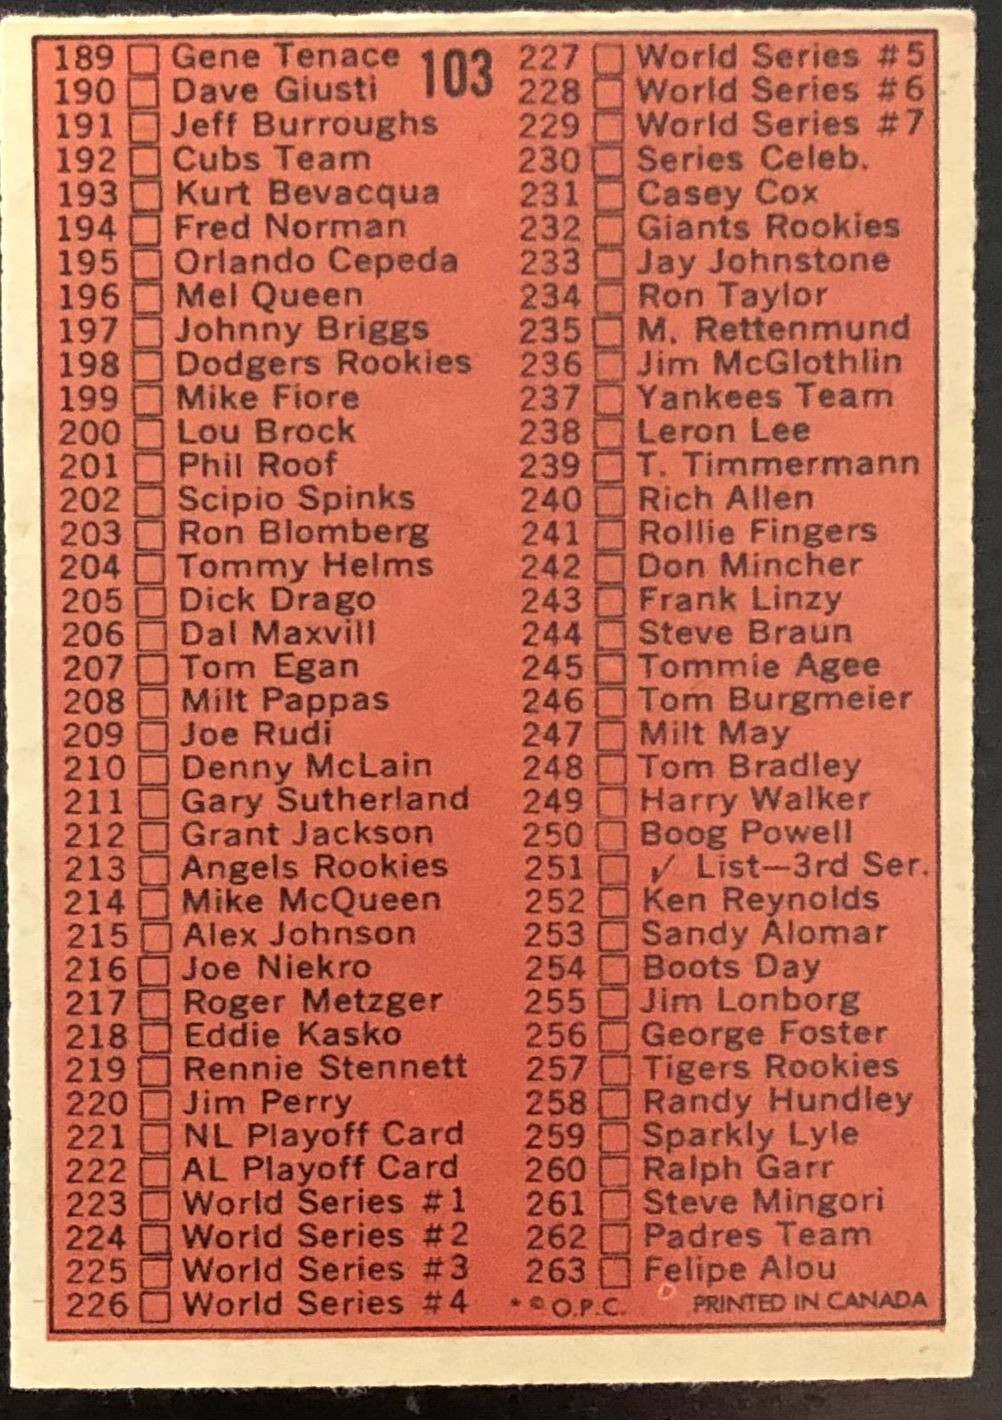 103
189 Gene Tenace
190 Dave Giusti
191 Jeff Burroughs
192 Cubs Team
193 Kurt Bevacqua
194 Fred Norman
195 Orlando Cepeda
196 Mel Queen
197 Johnny Briggs
198 Dodgers Rookies
199 Mike Fiore
200 Lou Brock
201 Phil Roof
202 Scipio Spinks
203 Ron Blomberg
204 Tommy Helms
205 Dick Drago
206 Dal Maxvill
207 Tom Egan
208 Milt Pappas
209 Joe Rudi
210 Denny McLain
211 Gary Sutherland
212 Grant Jackson
213 Angels Rookies
214 Mike McQueen
215 Alex Johnson
216 Joe Niekro
217 Roger Metzger
218 Eddie Kasko
219 Rennie Stennett
220 Jim Perry
221 NL Playoff Card
222 AL Playoff Card
223 World Series #1
224 World Series #2
225 World Series #3
226 World Series #4
227 World Series #5
228 World Series #6
229 World Series #7
230 Series Celeb.
231 Casey Cox
232 Giants Rookies
233 Jay Johnstone
234 Ron Taylor
235 M. Rettenmund
236 Jim McGlothlin
237 Yankees Team
238 Leron Lee
239 T. Timmermann
240 Rich Allen
241 Rollie Fingers
242 Don Mincher
243 Frank Linzy
244 Steve Braun
245 Tommie Agee
246 Tom Burgmeier
247 Milt May
248 Tom Bradley
249 Harry Walker
250 Boog Powell
251 ✓ List—3rd Ser.
252 Ken Reynolds
253 Sandy Alomar
254 Boots Day
255 Jim Lonborg
256 George Foster
257 Tigers Rookies
258 Randy Hundley
259 Sparkly Lyle
260 Ralph Garr
261 Steve Mingori
262 Padres Team
263 Felipe Alou
* © O.P.C. PRINTED IN CANADA